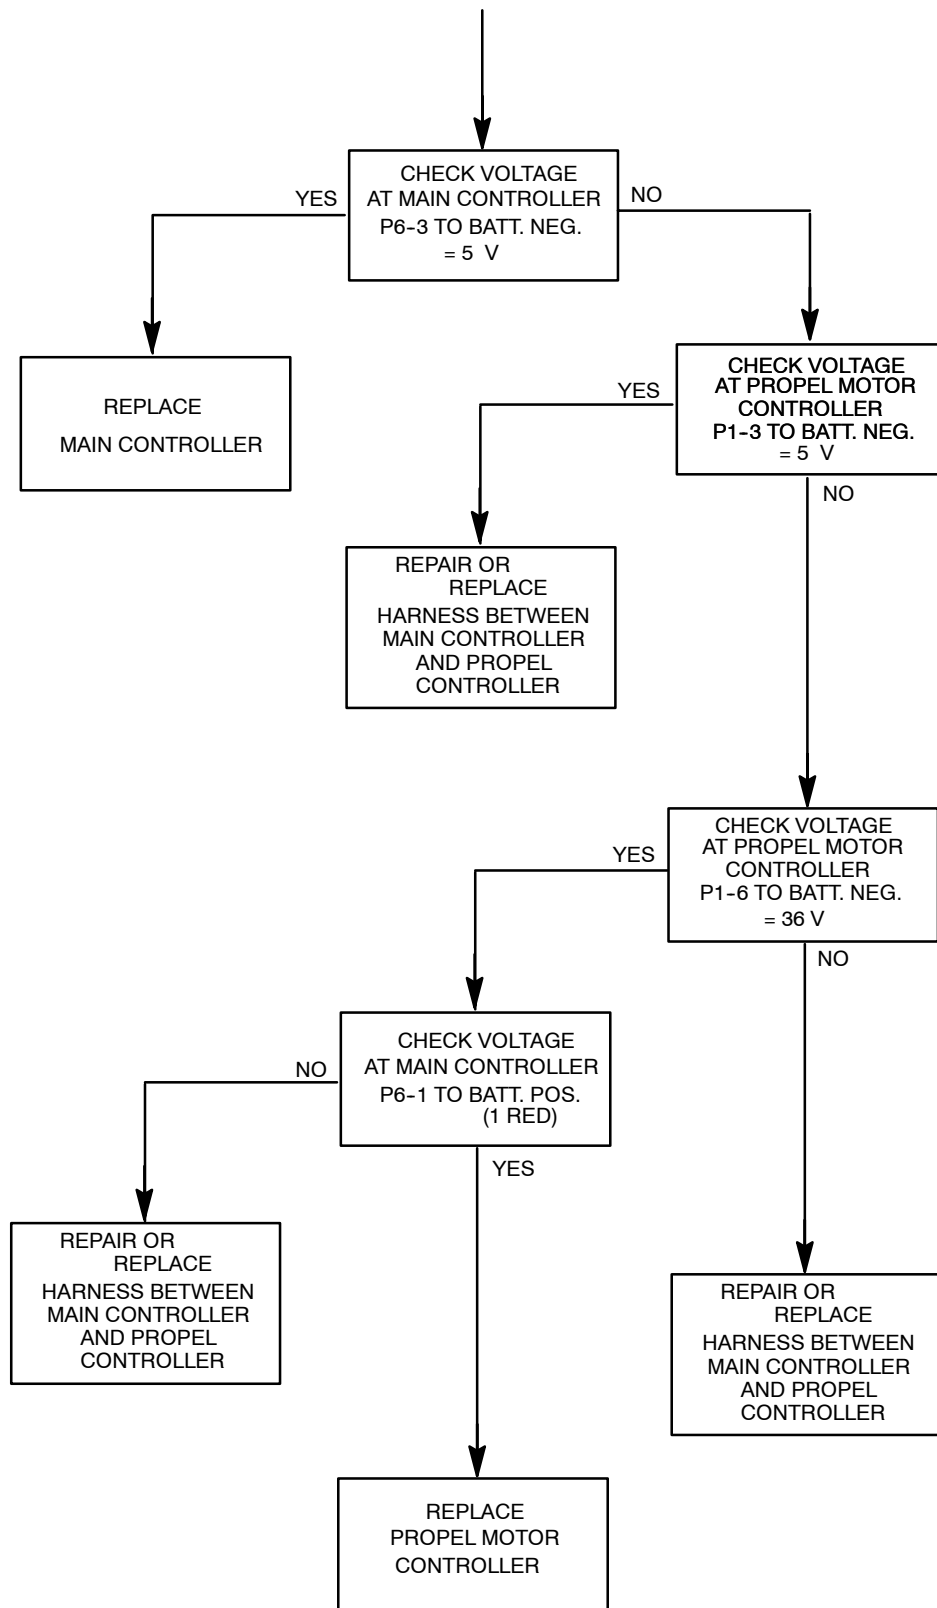 CHECK VOLTAGE
AT MAIN CONTROLLER
P6-3 TO BATT. NEG.
= 5 V
YES
NO
REPLACE
MAIN CONTROLLER
CHECK VOLTAGE
AT PROPEL MOTOR
CONTROLLER
P1-3 TO BATT. NEG.
= 5 V
YES
NO
REPAIR OR
REPLACE
HARNESS BETWEEN
MAIN CONTROLLER
AND PROPEL
CONTROLLER
CHECK VOLTAGE
AT PROPEL MOTOR
CONTROLLER
P1-6 TO BATT. NEG.
= 36 V
YES
NO
CHECK VOLTAGE
AT MAIN CONTROLLER
P6-1 TO BATT. POS.
(1 RED)
NO
YES
REPAIR OR
REPLACE
HARNESS BETWEEN
MAIN CONTROLLER
AND PROPEL
CONTROLLER
REPAIR OR
REPLACE
HARNESS BETWEEN
MAIN CONTROLLER
AND PROPEL
CONTROLLER
REPLACE
PROPEL MOTOR
CONTROLLER